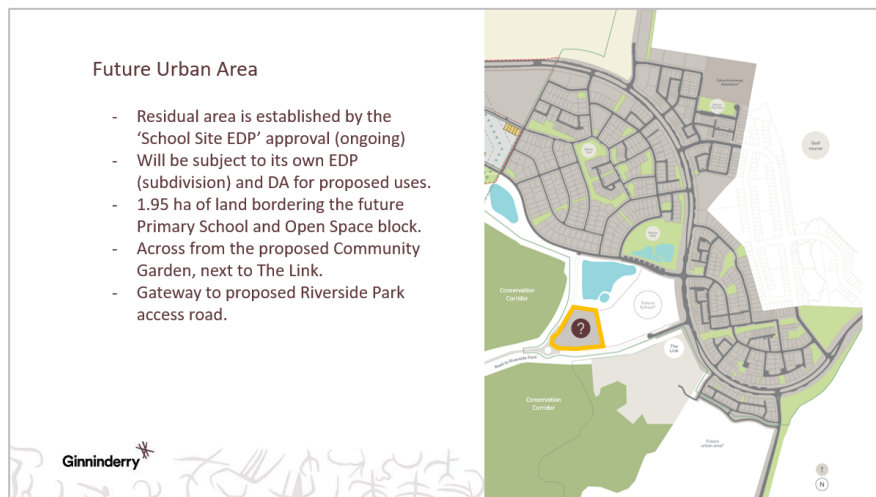 Future Urban Area
- Residual area is established by the
‘School Site EDP’ approval (ongoing)
- Will be subject to its own EDP
(subdivision) and DA for proposed uses.
- 1.95 ha of land bordering the future
Primary School and Open Space block.
- Across from the proposed Community
Garden, next to The Link.
- Gateway to proposed Riverside Park
access road.
Ginninderry
Golf
course
Conservation
Corridor
Future
School*
?
The
Link
Road to Riverside Park
Conservation
Corridor
Future
urban area*
N